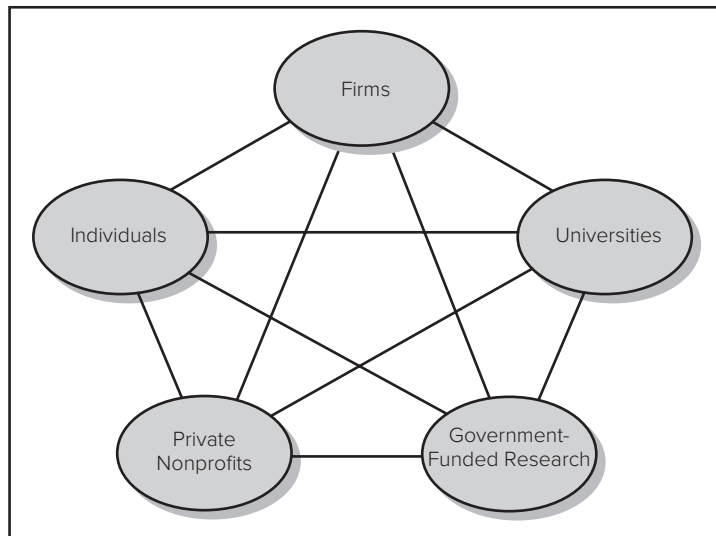 Firms
Individuals
Universities
Private
Nonprofits
Government-
Funded Research